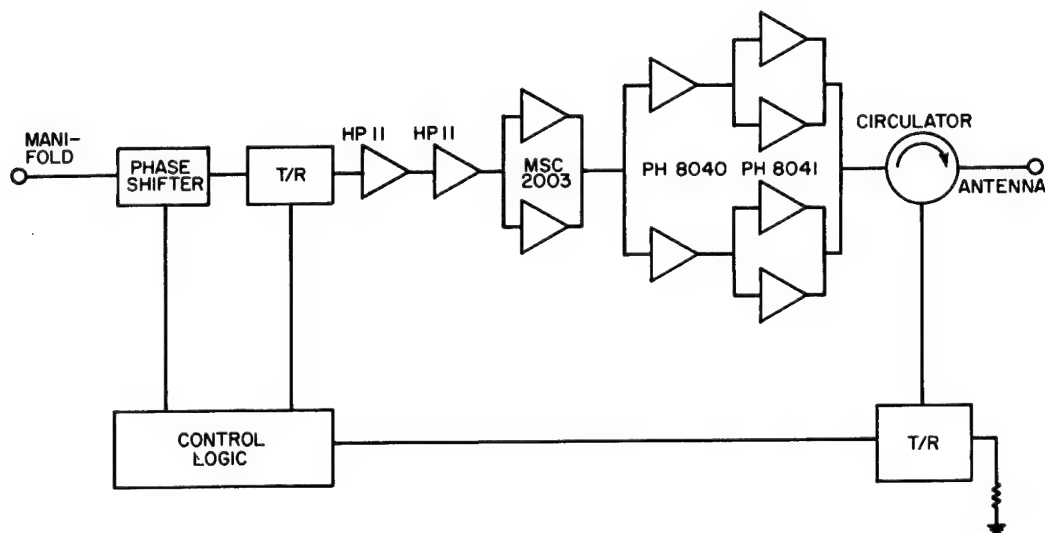 MANI-
FOLD
PHASE
SHIFTER
T/R
HP 11
HP 11
MSC
2003
PH 8040
PH 8041
CIRCULATOR
ANTENNA
CONTROL
LOGIC
T/R